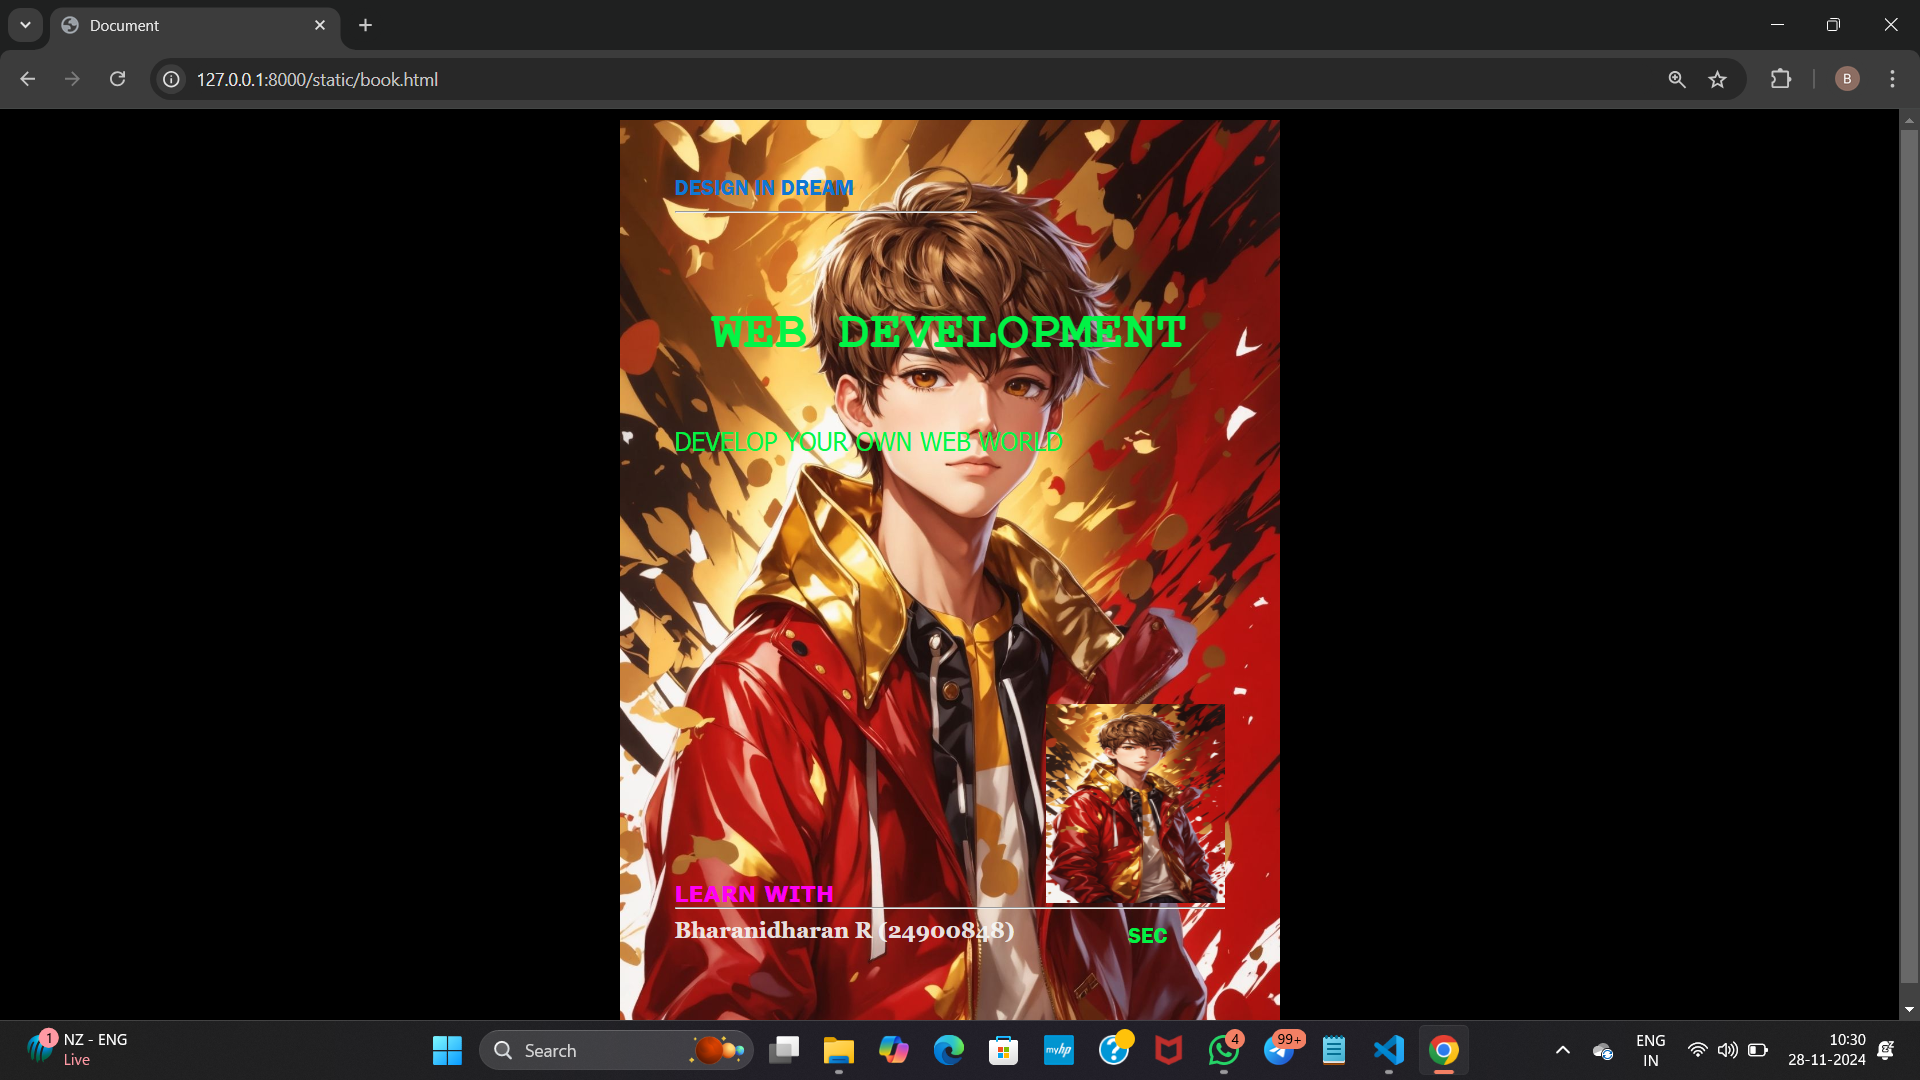 Document
127.0.0.1:8000/static/book.html
B
DESIGN IN DREAM
WEB DEVELOPMENT
DEVELOP YOUR OWN WEB WORLD
LEARN WITH
Bharanidharan R (24900848)
SEC
1
NZ - ENG
Live
Search
myhp
4
99+
ENG
IN
10:30
28-11-2024